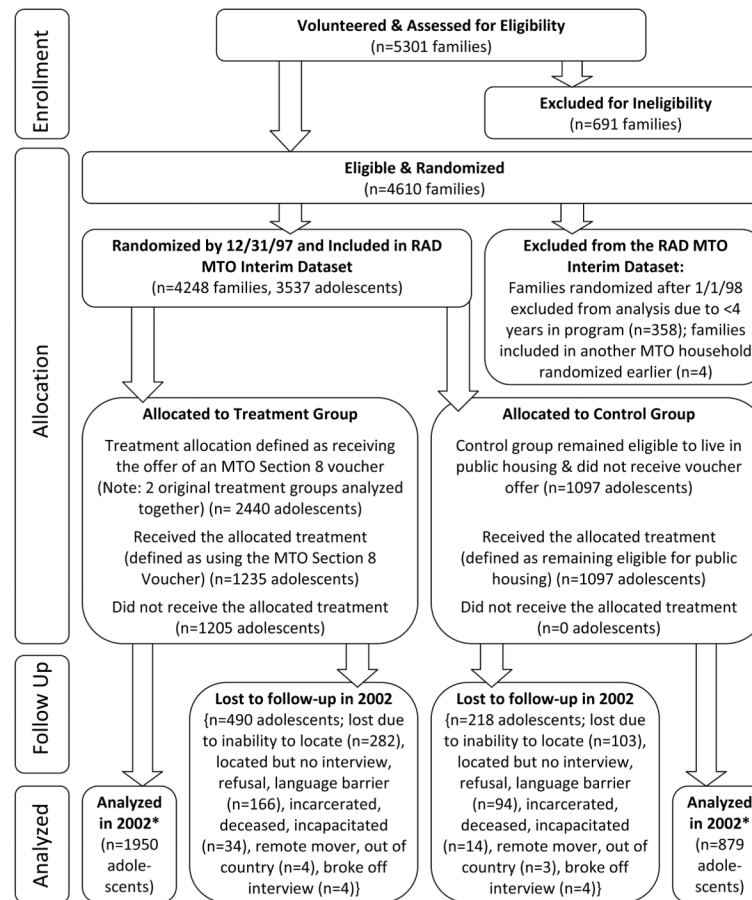 Enrollment
Volunteered & Assessed for Eligibility
(n=5301 families)
Excluded for Ineligibility
(n=691 families)
Allocation
Eligible & Randomized
(n=4610 families)
Randomized by 12/31/97 and Included in RAD
MTO Interim Dataset
(n=4248 families, 3537 adolescents)
Excluded from the RAD MTO
Interim Dataset:
Families randomized after 1/1/98
excluded from analysis due to <4
years in program (n=358); families
included in another MTO household
randomized earlier (n=4)
Allocated to Treatment Group
Treatment allocation defined as receiving
the offer of an MTO Section 8 voucher
(Note: 2 original treatment groups analyzed
together) (n= 2440 adolescents)
Received the allocated treatment
(defined as using the MTO Section 8
Voucher) (n=1235 adolescents)
Did not receive the allocated treatment
(n=1205 adolescents)
Allocated to Control Group
Control group remained eligible to live in
public housing & did not receive voucher
offer (n=1097 adolescents)
Received the allocated treatment
(defined as remaining eligible for public
housing) (n=1097 adolescents)
Did not receive the allocated treatment
(n=0 adolescents)
Follow Up
Lost to follow-up in 2002
{n=490 adolescents; lost due
to inability to locate (n=282),
located but no interview,
refusal, language barrier
(n=166), incarcerated,
deceased, incapacitated
(n=34), remote mover, out of
country (n=4), broke off
interview (n=4)}
Lost to follow-up in 2002
{n=218 adolescents; lost due
to inability to locate (n=103),
located but no interview,
refusal, language barrier
(n=94), incarcerated,
deceased, incapacitated
(n=14), remote mover, out of
country (n=3), broke off
interview (n=4)}
Analyzed
Analyzed
in 2002*
(n=1950
adole-
scents)
Analyzed
in 2002*
(n=879
adole-
scents)